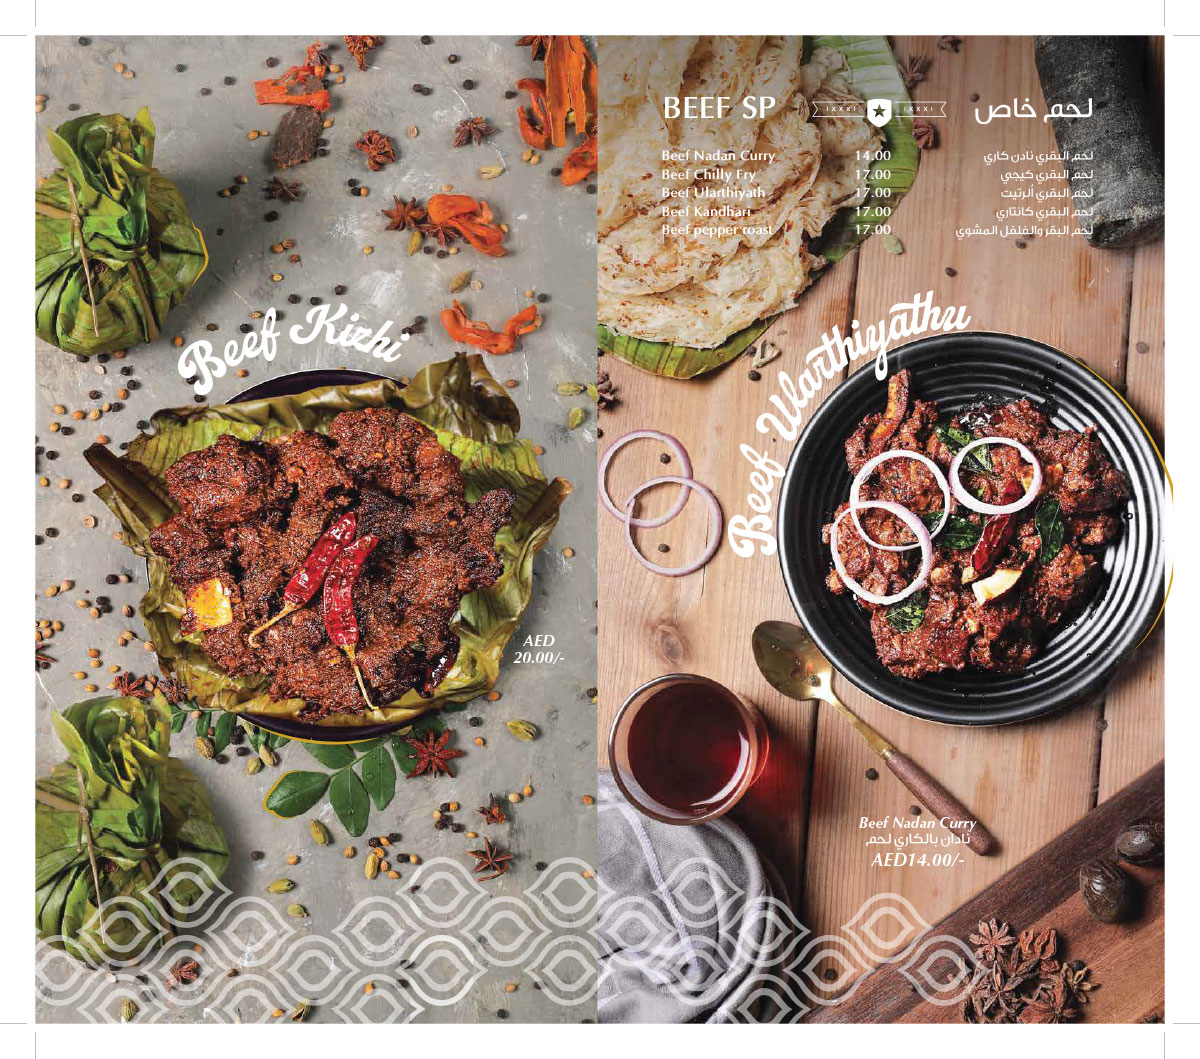 Beef Kizhi
AED
20.00/-
BEEF SP
IXXXI IXXXI
لحم خاص
Beef Nadan Curry 14.00 لحم البقري نادن كاري
Beef Chilly Fry 17.00 لحم البقري كيجي
Beef Ularthiyath 17.00 لحم البقري ألرتيت
Beef Kandhari 17.00 لحم البقري كانتاري
Beef pepper roast 17.00 لحم البقر والفلفل المشوي
Beef Ularthiyathu
Beef Nadan Curry
نادان بالكاري لحم
AED14.00/-